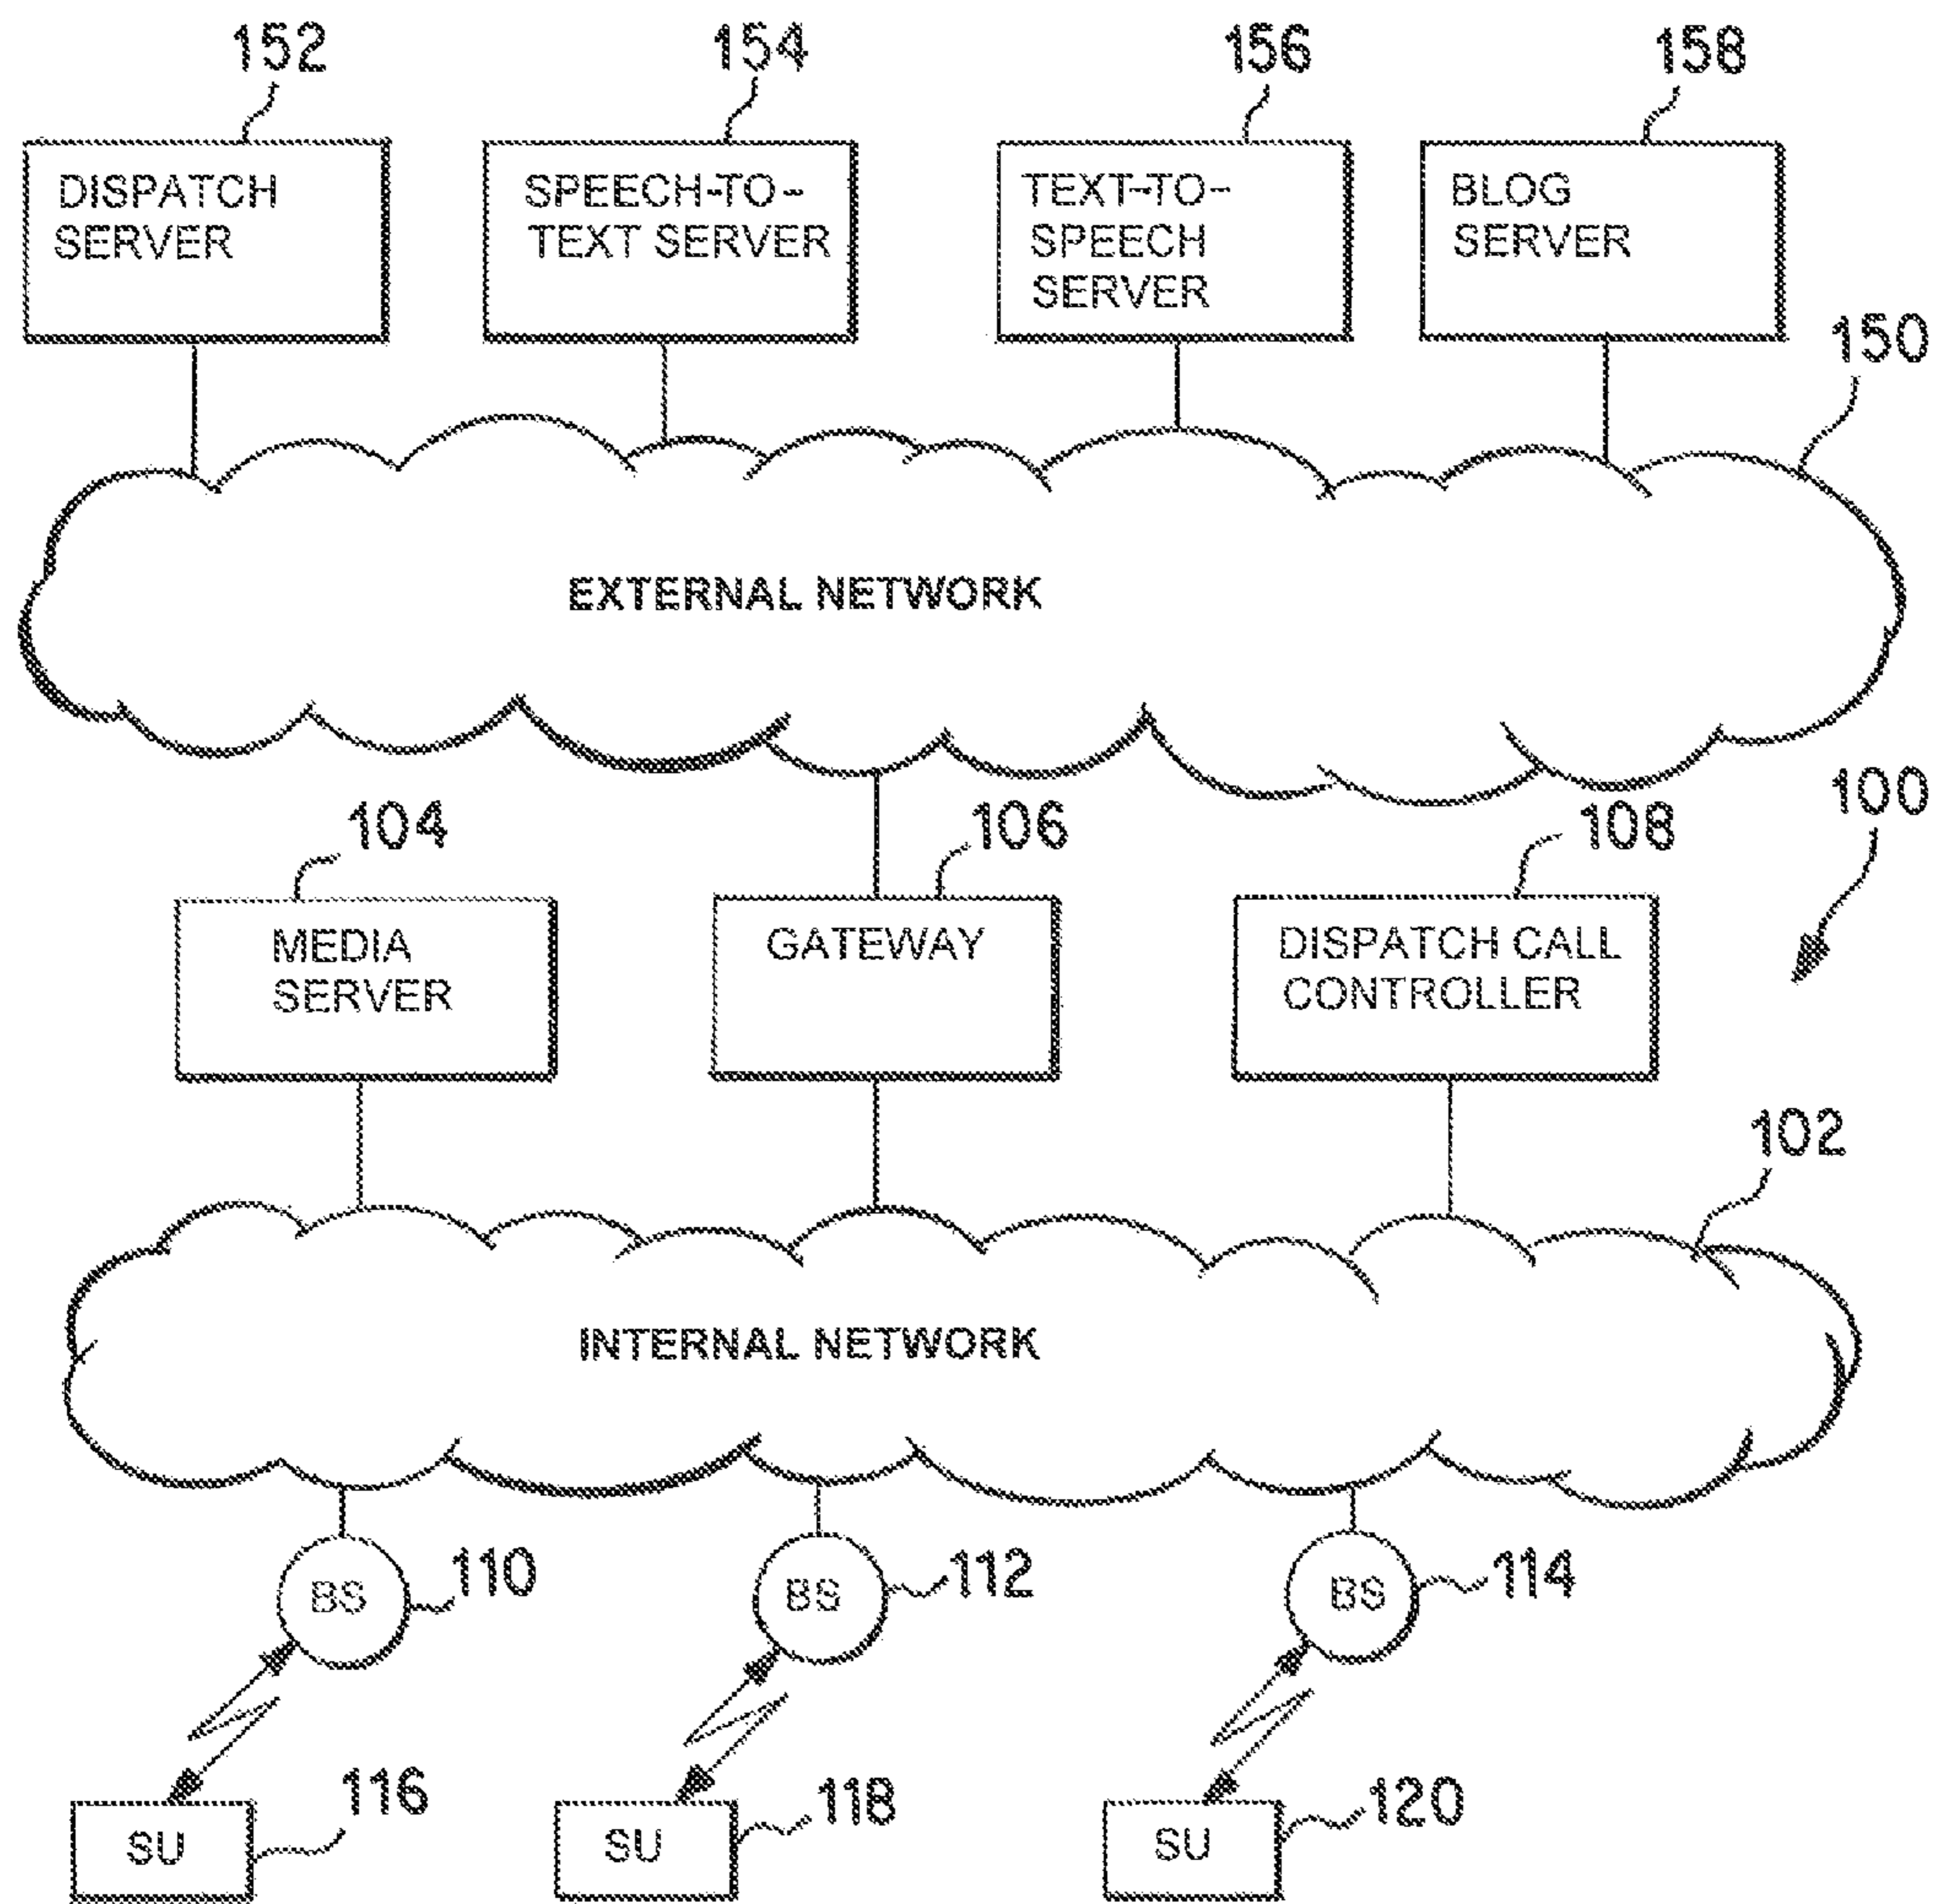 152
154
156
158
DISPATCH
SERVER
SPEECH-TO-
TEXT SERVER
TEXT-TO-
SPEECH
SERVER
BLOG
SERVER
150
EXTERNAL NETWORK
100
104
106
108
MEDIA
SERVER
GATEWAY
DISPATCH CALL
CONTROLLER
102
INTERNAL NETWORK
BS
110
BS
112
BS
114
SU
116
SU
118
SU
120